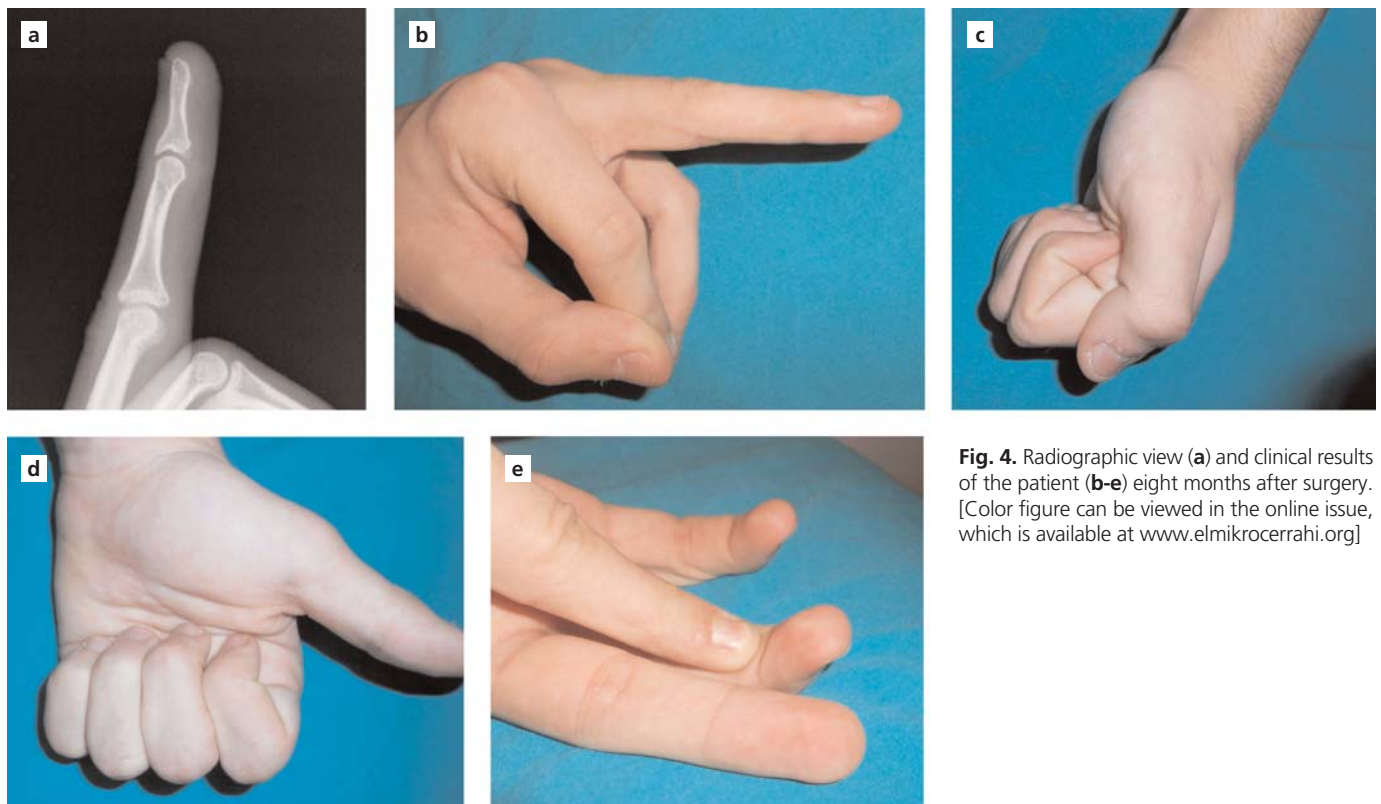 a
b
c
d
e
Fig. 4. Radiographic view (a) and clinical results
of the patient (b-e) eight months after surgery.
[Color figure can be viewed in the online issue,
which is available at www.elmikrocerrahi.org]